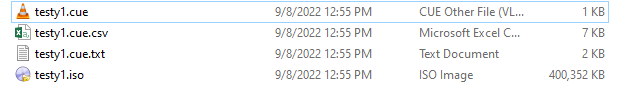 testy1.cue 9/8/2022 12:55 PM CUE Other File (VL... 1 KB
testy1.cue.csv 9/8/2022 12:55 PM Microsoft Excel C... 7 KB
testy1.cue.txt 9/8/2022 12:55 PM Text Document 2 KB
testy1.iso 9/8/2022 12:55 PM ISO Image 400,352 KB